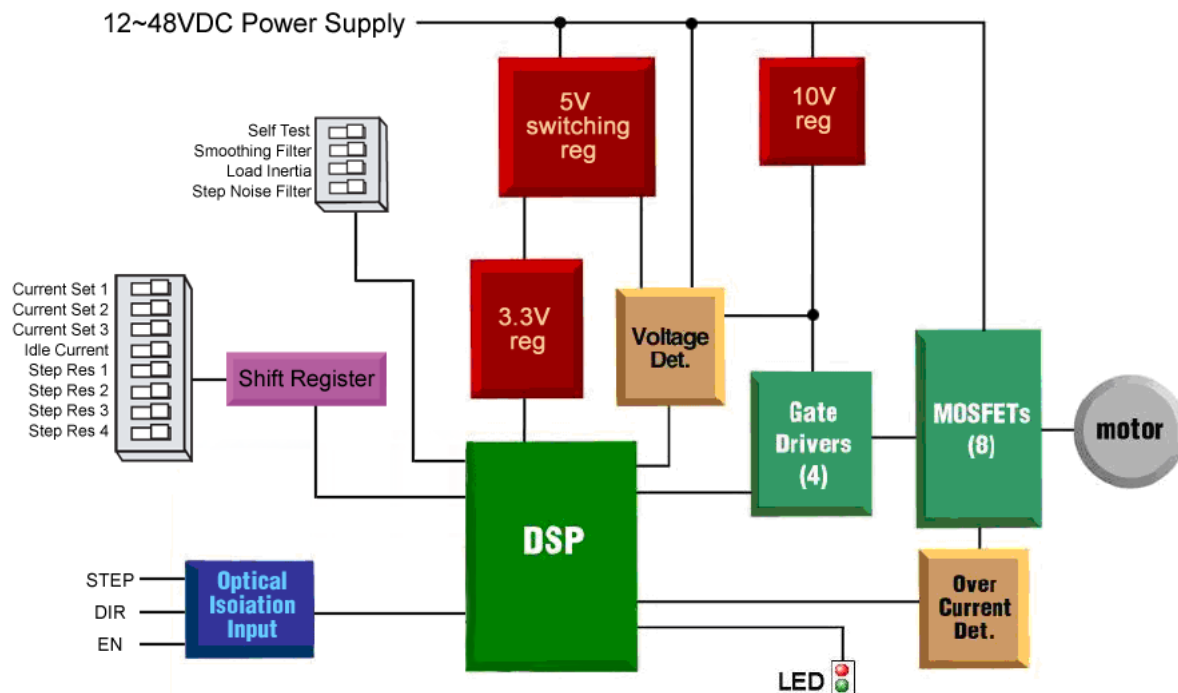 12~48VDC Power Supply
5V
switching
reg
10V
reg
Self Test
Smoothing Filter
Load Inertia
Step Noise Filter
3.3V
reg
Voltage
Det.
Current Set 1
Current Set 2
Current Set 3
Idle Current
Step Res 1
Step Res 2
Step Res 3
Step Res 4
Shift Register
Gate
Drivers
(4)
MOSFETs
(8)
motor
DSP
STEP
DIR
EN
Optical
Isoiation
Input
Over
Current
Det.
LED